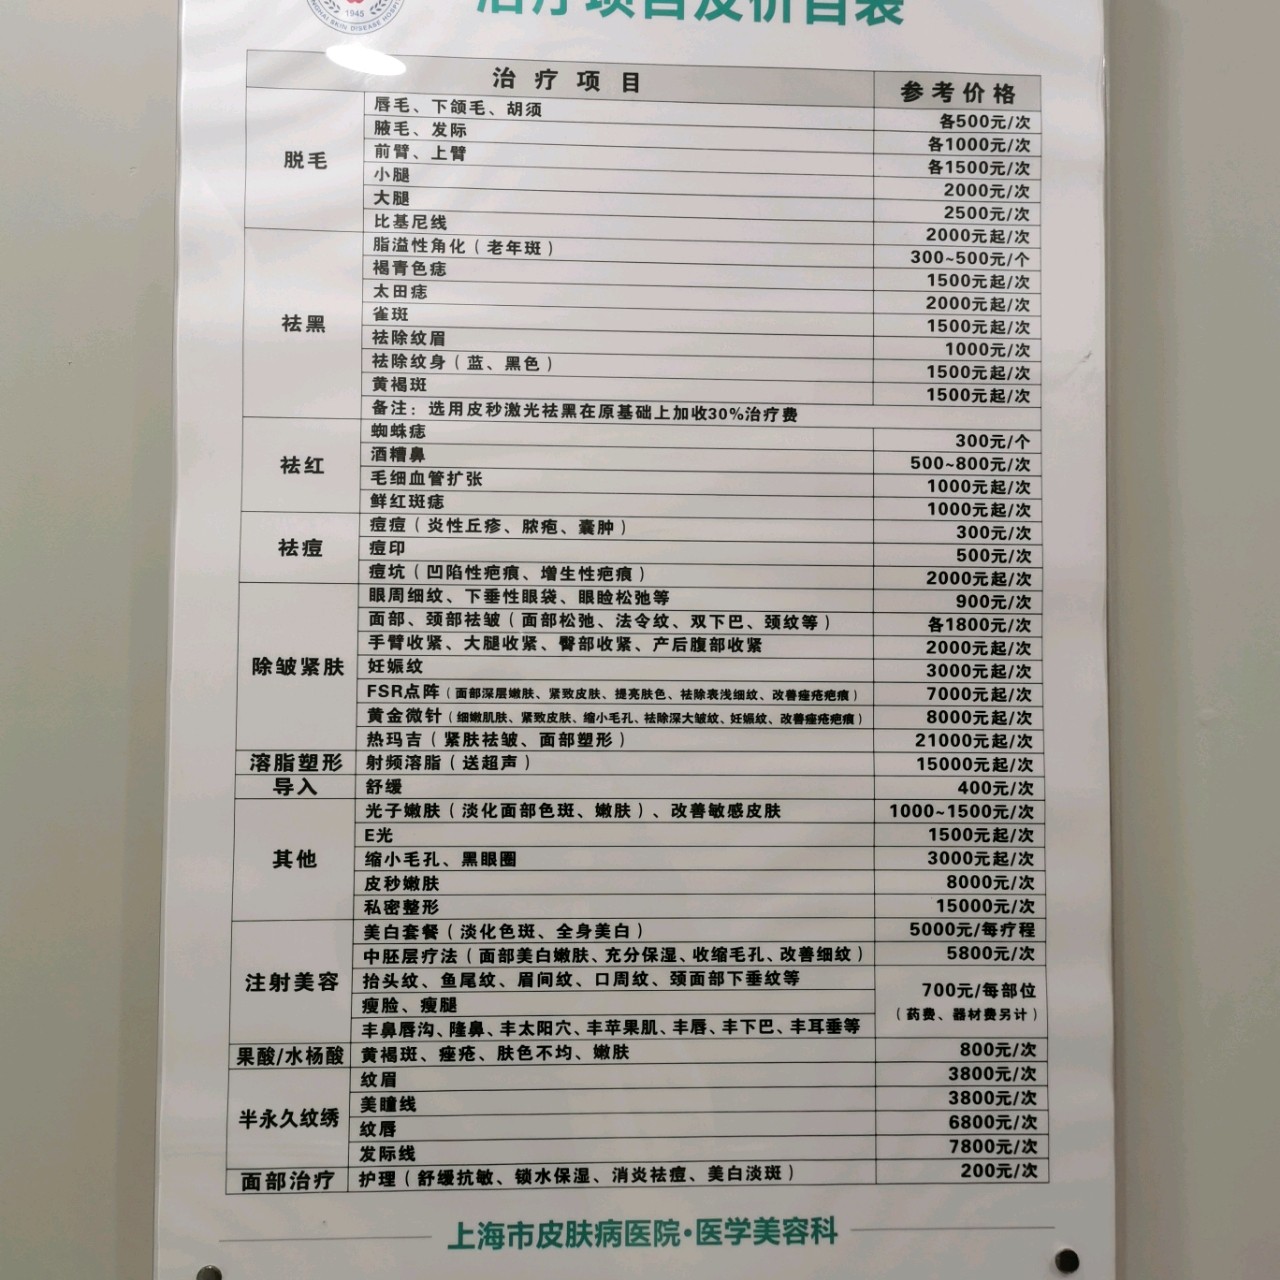 1945
SHANGHAI SKIN DISEASE HOSPITAL
治疗项目及价目表
治疗项目 参考价格
脱毛
唇毛、下颌毛、胡须 各500元/次
腋毛、发际 各1000元/次
前臂、上臂 各1500元/次
小腿 2000元/次
大腿 2500元/次
比基尼线 2000元起/次
祛黑
脂溢性角化（老年斑） 300~500元/个
褐青色痣 1500元起/次
太田痣 2000元起/次
雀斑 1500元起/次
祛除纹眉 1000元/次
祛除纹身（蓝、黑色） 1500元起/次
黄褐斑 1500元起/次
备注：选用皮秒激光祛黑在原基础上加收30%治疗费
祛红
蜘蛛痣 300元/个
酒糟鼻 500~800元/次
毛细血管扩张 1000元起/次
鲜红斑痣 1000元起/次
祛痘
痘痘（炎性丘疹、脓疱、囊肿） 300元/次
痘印 500元/次
痘坑（凹陷性疤痕、增生性疤痕） 2000元起/次
除皱紧肤
眼周细纹、下垂性眼袋、眼睑松弛等 900元/次
面部、颈部祛皱（面部松弛、法令纹、双下巴、颈纹等） 各1800元/次
手臂收紧、大腿收紧、臀部收紧、产后腹部收紧 2000元起/次
妊娠纹 3000元起/次
FSR点阵（面部深层嫩肤、紧致皮肤、提亮肤色、祛除表浅细纹、改善痤疮疤痕） 7000元起/次
黄金微针（细嫩肌肤、紧致皮肤、缩小毛孔、祛除深大皱纹、妊娠纹、改善痤疮疤痕） 8000元起/次
热玛吉（紧肤祛皱、面部塑形） 21000元起/次
溶脂塑形 射频溶脂（送超声） 15000元起/次
导入 舒缓 400元/次
其他
光子嫩肤（淡化面部色斑、嫩肤）、改善敏感皮肤 1000~1500元/次
E光 1500元起/次
缩小毛孔、黑眼圈 3000元起/次
皮秒嫩肤 8000元/次
私密整形 15000元/次
注射美容
美白套餐（淡化色斑、全身美白） 5000元/每疗程
中胚层疗法（面部美白嫩肤、充分保湿、收缩毛孔、改善细纹） 5800元/次
抬头纹、鱼尾纹、眉间纹、口周纹、颈面部下垂纹等
瘦脸、瘦腿
丰鼻唇沟、隆鼻、丰太阳穴、丰苹果肌、丰唇、丰下巴、丰耳垂等
700元/每部位
（药费、器材费另计）
果酸/水杨酸 黄褐斑、痤疮、肤色不均、嫩肤 800元/次
半永久纹绣
纹眉 3800元/次
美瞳线 3800元/次
纹唇 6800元/次
发际线 7800元/次
面部治疗 护理（舒缓抗敏、锁水保湿、消炎祛痘、美白淡斑） 200元/次
上海市皮肤病医院·医学美容科